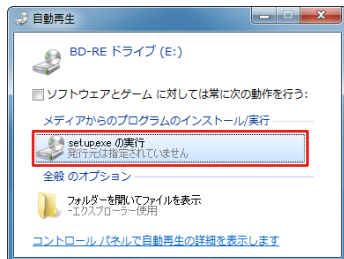 自動再生
BD-RE ドライブ (E:)
ソフトウェアとゲーム に対しては常に次の動作を行う:
メディアからのプログラムのインストール/実行
setup.exe の実行
発行元は指定されていません
全般 のオプション
フォルダーを開いてファイルを表示
-エクスプローラー使用
コントロール パネルで自動再生の詳細を表示します